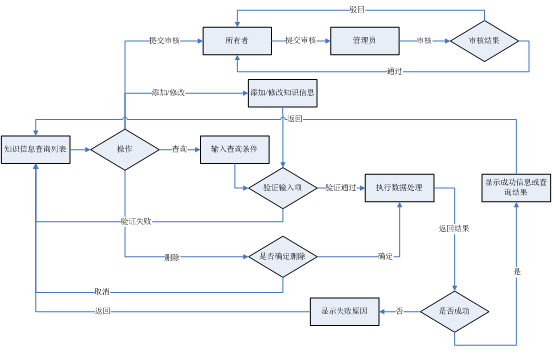 驳回
提交审核
所有者
提交审核
管理员
审核
审核结果
通过
添加/修改
添加/修改知识信息
返回
知识信息查询列表
操作
查询
输入查询条件
验证输入项
验证通过
执行数据处理
显示成功信息或查
询结果
验证失败
返回结果
删除
是否确定删除
确定
是
取消
返回
显示失败原因
否
是否成功